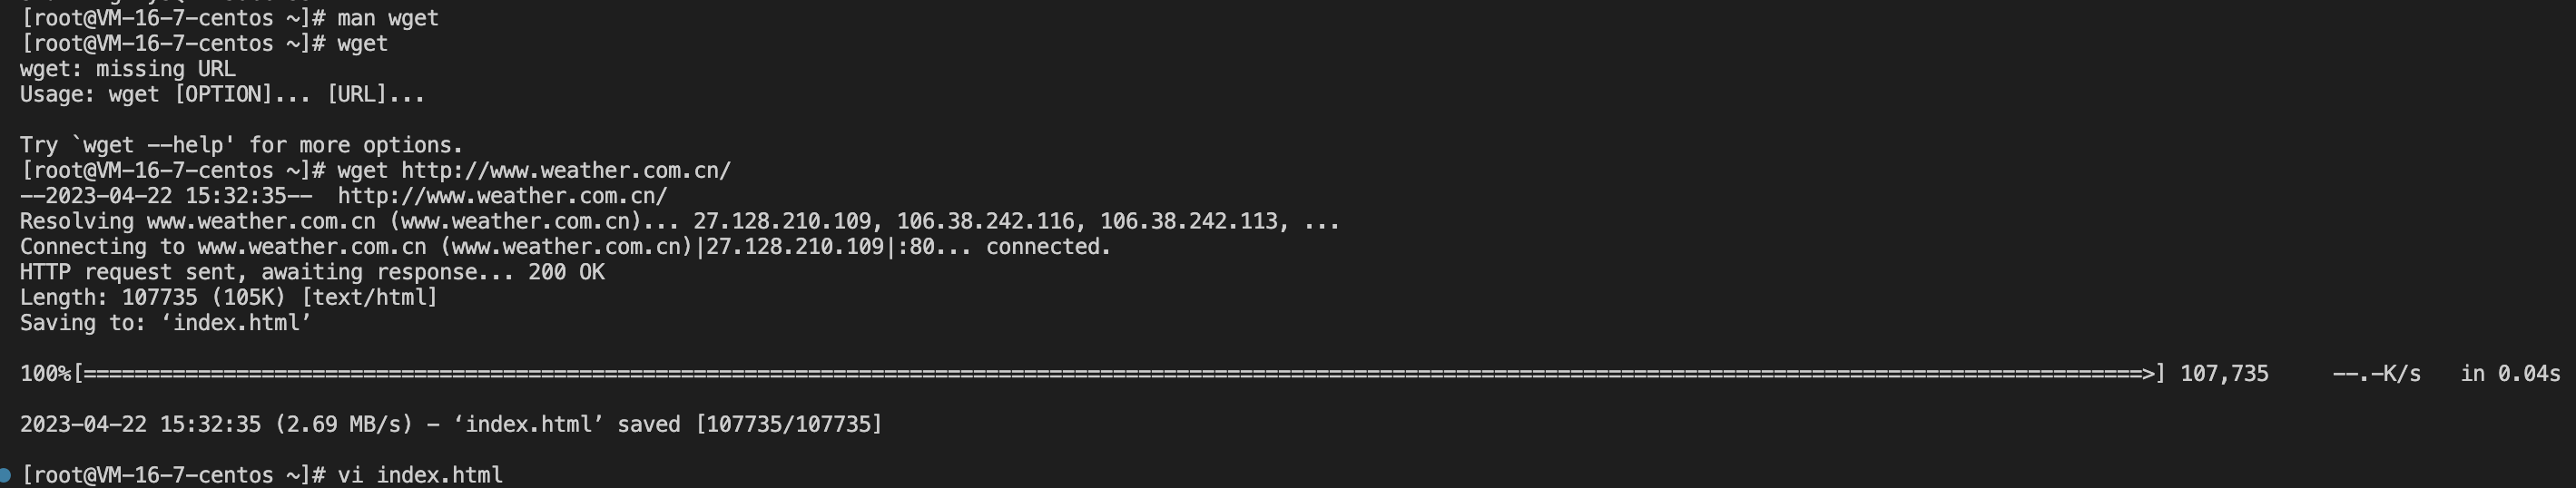 [root@VM-16-7-centos ~]# man wget
[root@VM-16-7-centos ~]# wget
wget: missing URL
Usage: wget [OPTION]... [URL]...
Try `wget --help' for more options.
[root@VM-16-7-centos ~]# wget http://www.weather.com.cn/
--2023-04-22 15:32:35--  http://www.weather.com.cn/
Resolving www.weather.com.cn (www.weather.com.cn)... 27.128.210.109, 106.38.242.116, 106.38.242.113, ...
Connecting to www.weather.com.cn (www.weather.com.cn)|27.128.210.109|:80... connected.
HTTP request sent, awaiting response... 200 OK
Length: 107735 (105K) [text/html]
Saving to: ‘index.html’
100%[==================================================================================================================================================================>] 107,735     --.-K/s   in 0.04s
2023-04-22 15:32:35 (2.69 MB/s) - ‘index.html’ saved [107735/107735]
[root@VM-16-7-centos ~]# vi index.html